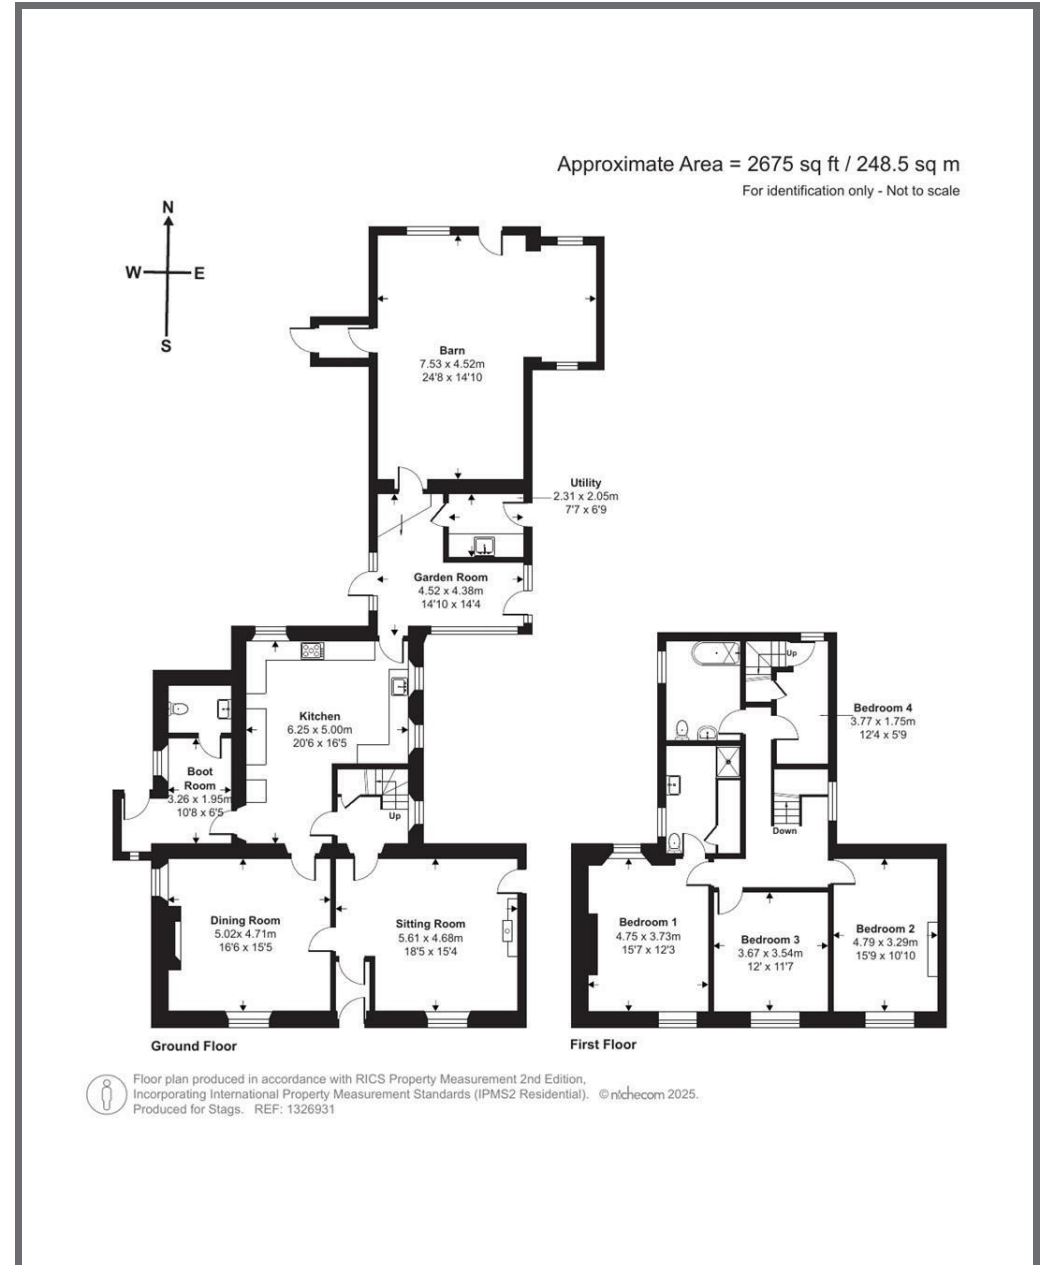 Approximate Area = 2675 sq ft / 248.5 sq m
For identification only - Not to scale
N
W E
S
Barn
7.53 x 4.52m
24'8 x 14'10
Utility
2.31 x 2.05m
7'7 x 6'9
Garden Room
4.52 x 4.38m
14'10 x 14'4
Kitchen
6.25 x 5.00m
20'6 x 16'5
Boot
Room
3.26 x 1.95m
10'8 x 6'5
Up
Dining Room
5.02x 4.71m
16'6 x 15'5
Sitting Room
5.61 x 4.68m
18'5 x 15'4
Ground Floor
Up
Bedroom 4
3.77 x 1.75m
12'4 x 5'9
Down
Bedroom 1
4.75 x 3.73m
15'7 x 12'3
Bedroom 3
3.67 x 3.54m
12' x 11'7
Bedroom 2
4.79 x 3.29m
15'9 x 10'10
First Floor
Floor plan produced in accordance with RICS Property Measurement 2nd Edition,
Incorporating International Property Measurement Standards (IPMS2 Residential). © nichecom 2025.
Produced for Stags. REF: 1326931